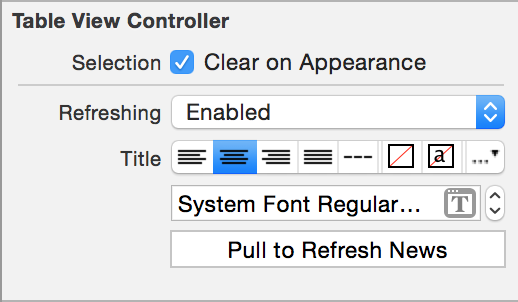 Table View Controller
Selection Clear on Appearance
Refreshing Enabled
Title --- a ...
System Font Regular... T
Pull to Refresh News